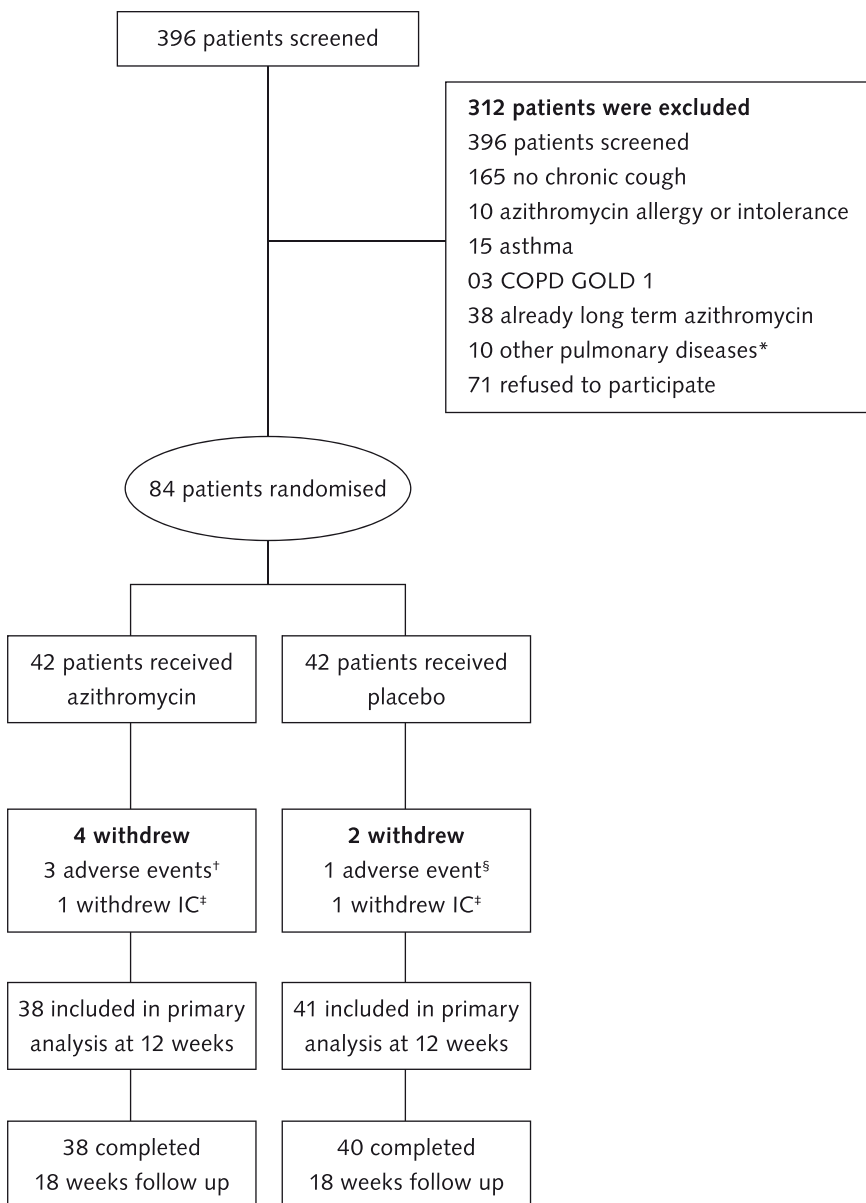 396 patients screened
312 patients were excluded
396 patients screened
165 no chronic cough
10 azithromycin allergy or intolerance
15 asthma
03 COPD GOLD 1
38 already long term azithromycin
10 other pulmonary diseases*
71 refused to participate
84 patients randomised
42 patients received
azithromycin
42 patients received
placebo
4 withdrew
3 adverse events†
1 withdrew IC‡
2 withdrew
1 adverse event§
1 withdrew IC‡
38 included in primary
analysis at 12 weeks
41 included in primary
analysis at 12 weeks
38 completed
18 weeks follow up
40 completed
18 weeks follow up